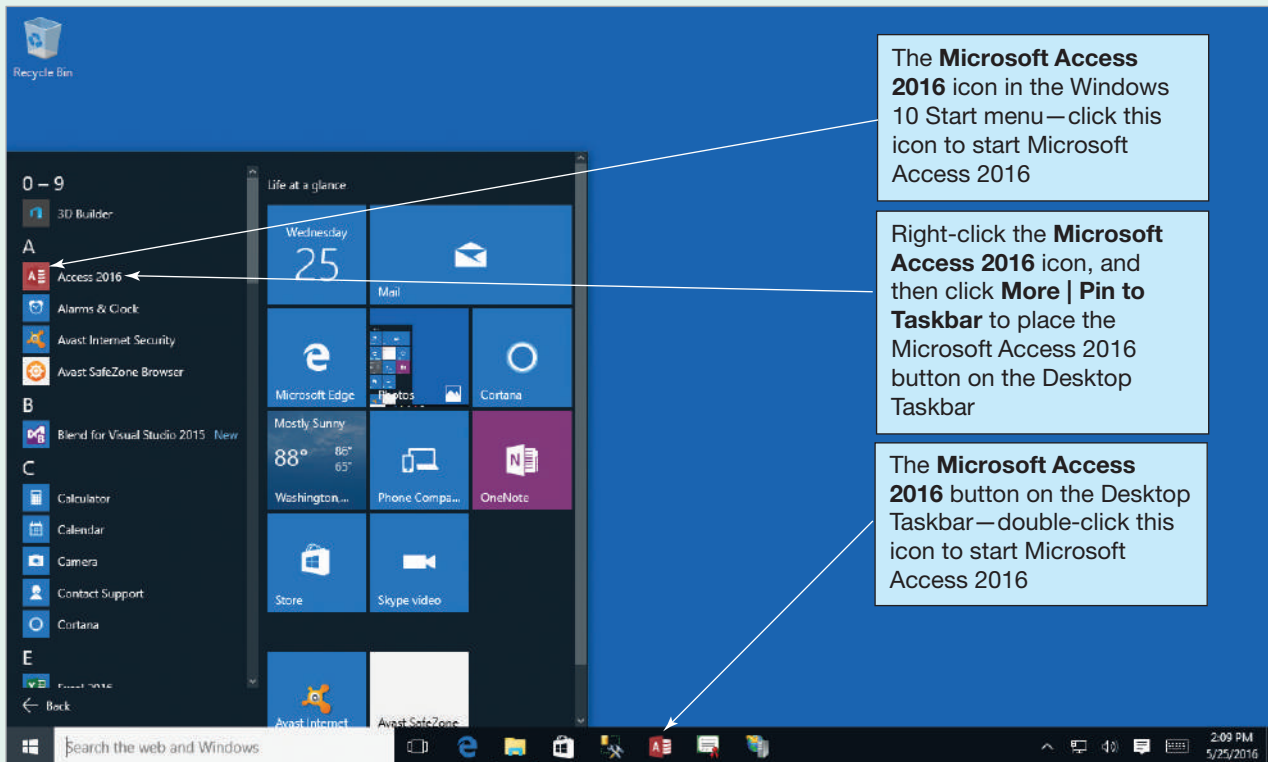 Recycle Bin
The Microsoft Access
2016 icon in the Windows
10 Start menu—click this
icon to start Microsoft
Access 2016
Right-click the Microsoft
Access 2016 icon, and
then click More | Pin to
Taskbar to place the
Microsoft Access 2016
button on the Desktop
Taskbar
The Microsoft Access
2016 button on the Desktop
Taskbar—double-click this
icon to start Microsoft
Access 2016
0 – 9
3D Builder
A
Access 2016
Alarms & Clock
Avast Internet Security
Avast SafeZone Browser
B
Blend for Visual Studio 2015 New
C
Calculator
Calendar
Camera
Contact Support
Cortana
E
Excel 2016
Back
Life at a glance
Wednesday
25
Mail
Microsoft Edge
Photos
Cortana
Mostly Sunny
88°
86°
65°
Washington,...
Phone Compa...
OneNote
Store
Skype video
Avast Internet
Avast SafeZone
Search the web and Windows
2:09 PM
5/25/2016